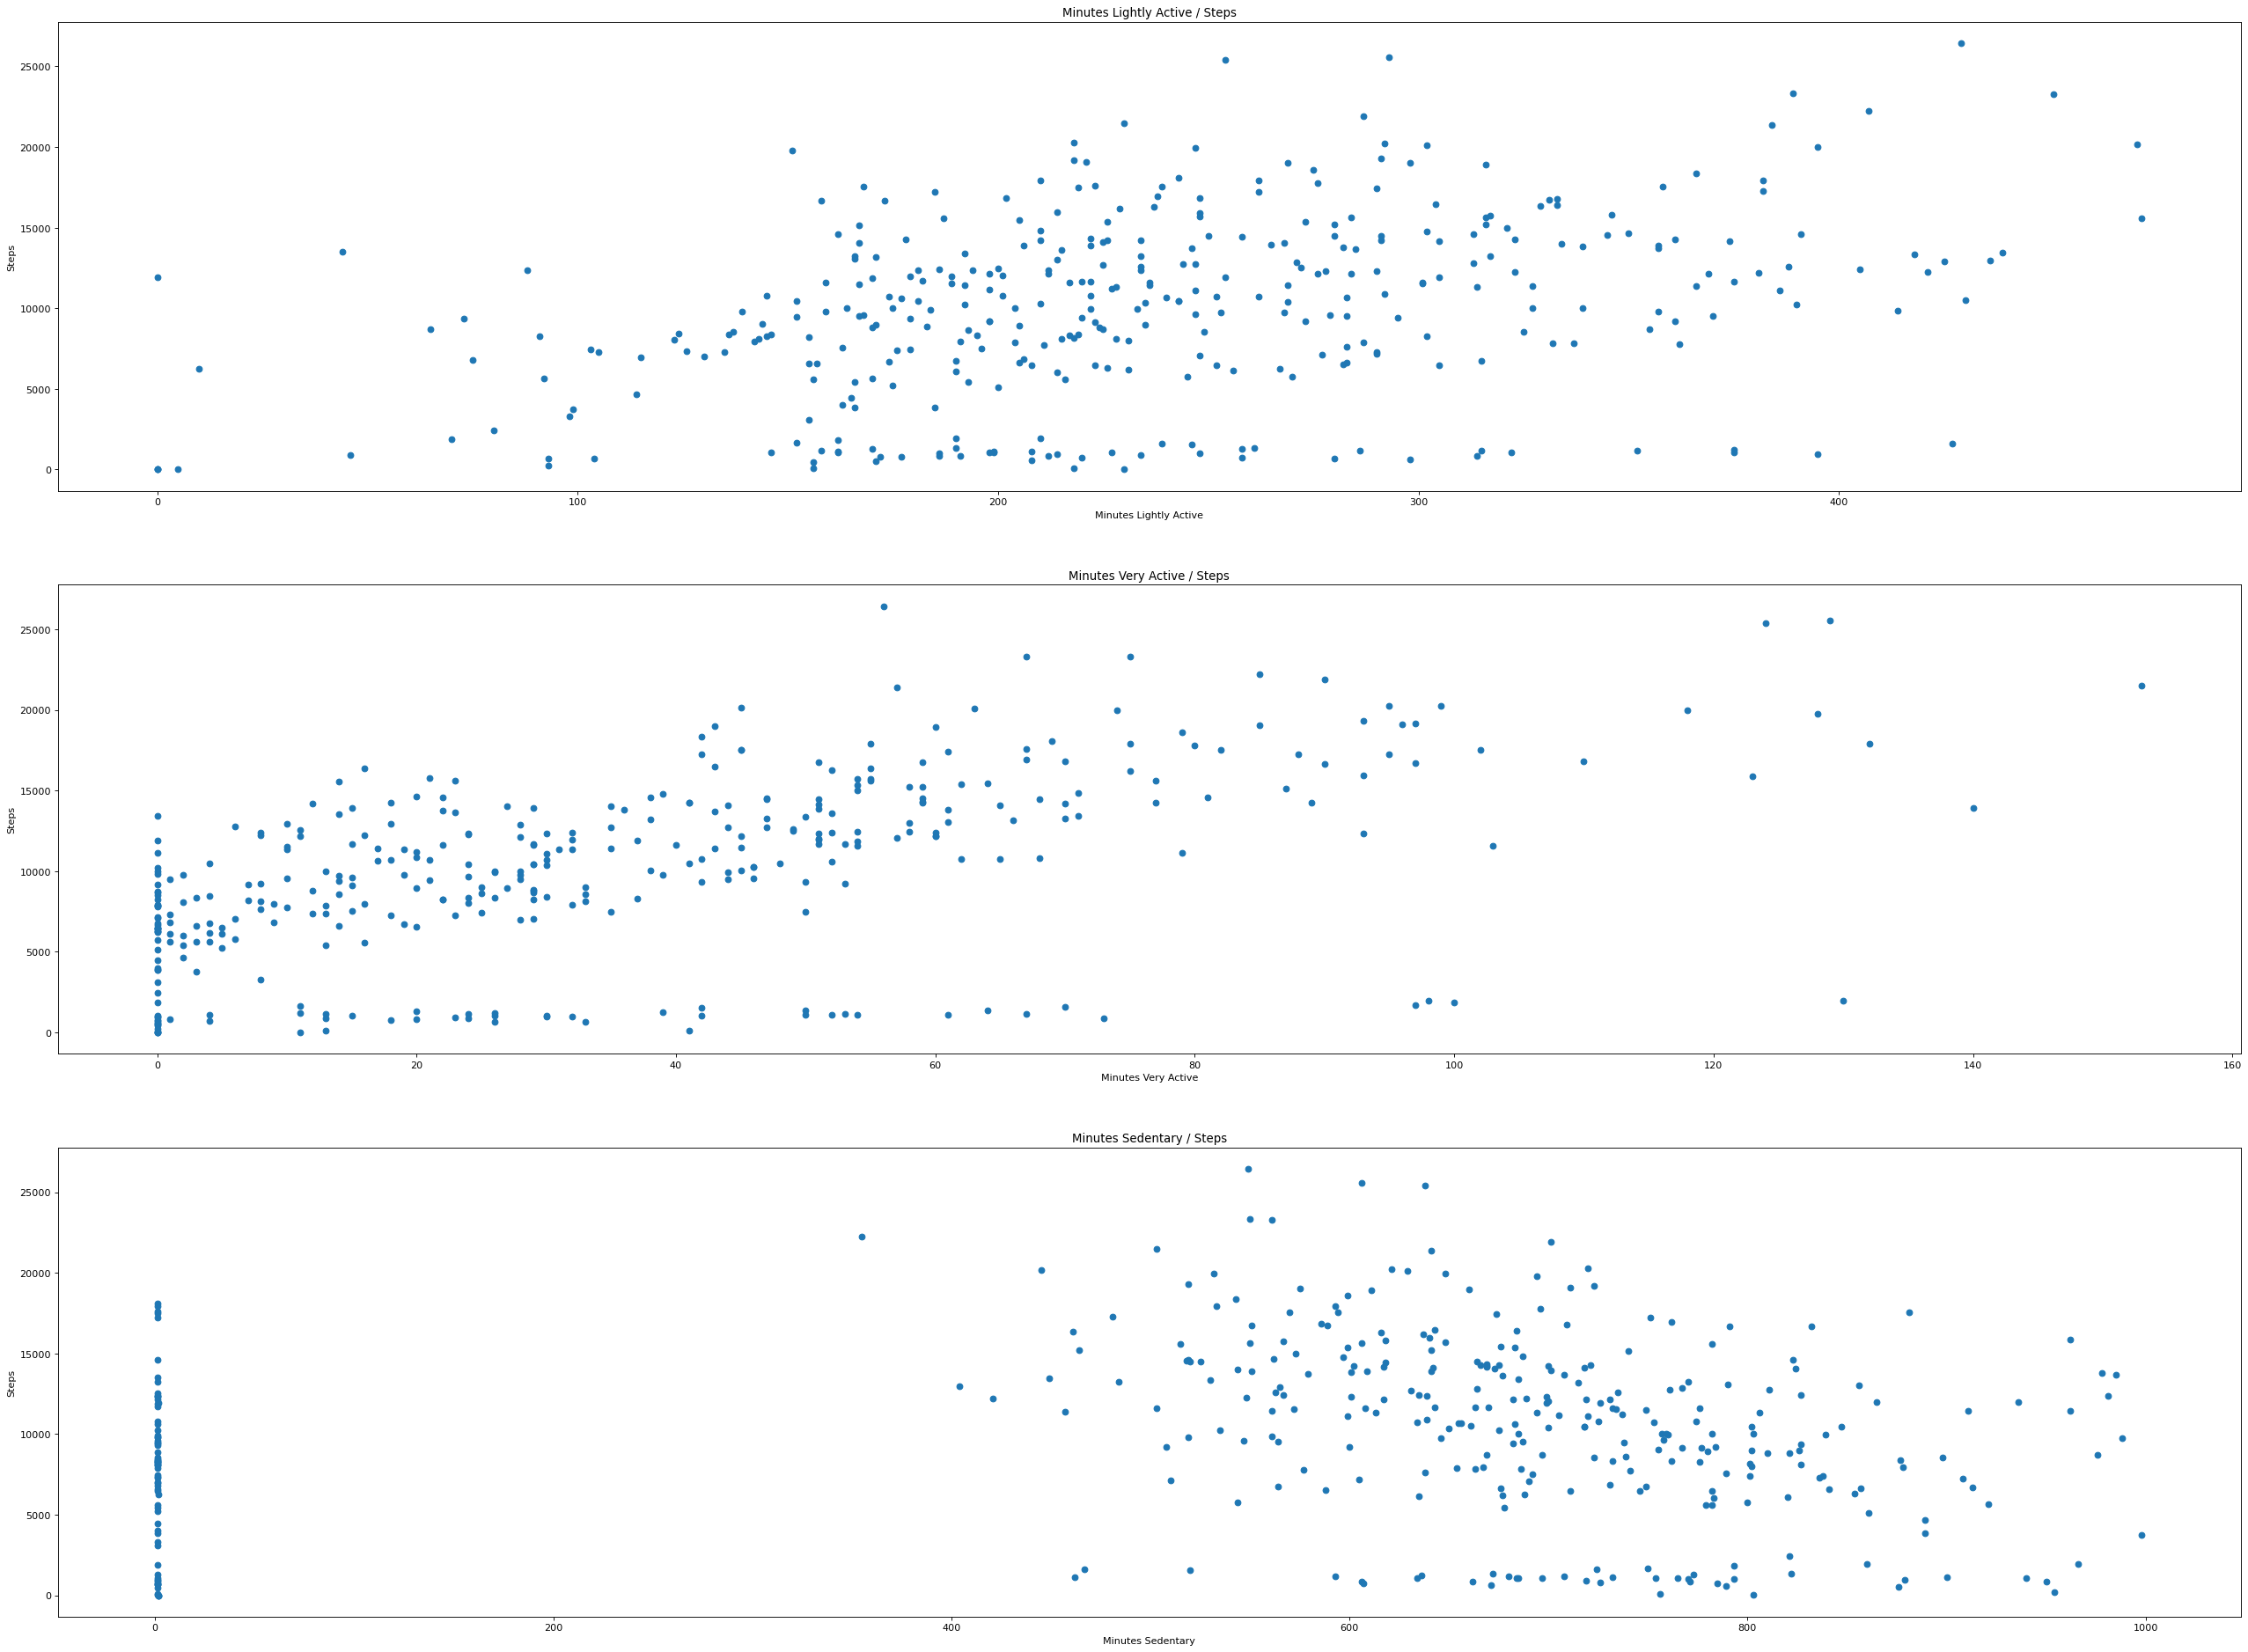 Minutes Lightly Active / Steps
25000
20000
15000
10000
5000
0
Steps
0 100 200 300 400
Minutes Lightly Active
Minutes Very Active / Steps
25000
20000
15000
10000
5000
0
Steps
0 20 40 60 80 100 120 140 160
Minutes Very Active
Minutes Sedentary / Steps
25000
20000
15000
10000
5000
0
Steps
0 200 400 600 800 1000
Minutes Sedentary